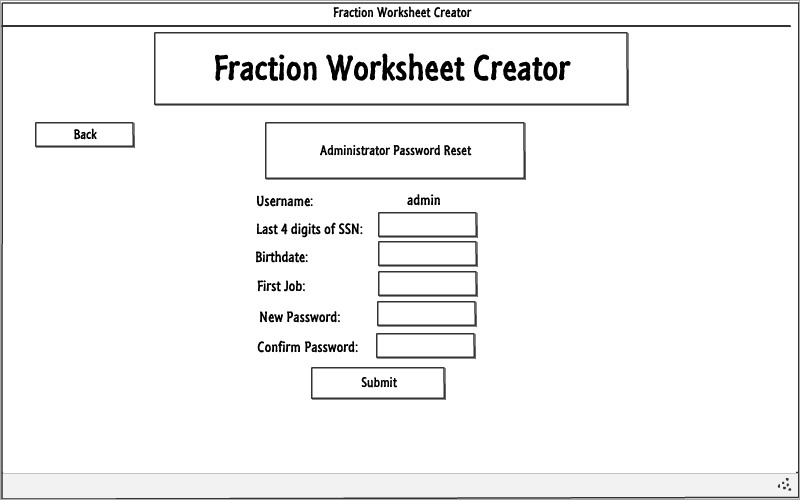 Fraction Worksheet Creator
Fraction Worksheet Creator
Back
Administrator Password Reset
Username: admin
Last 4 digits of SSN:
Birthdate:
First Job:
New Password:
Confirm Password:
Submit